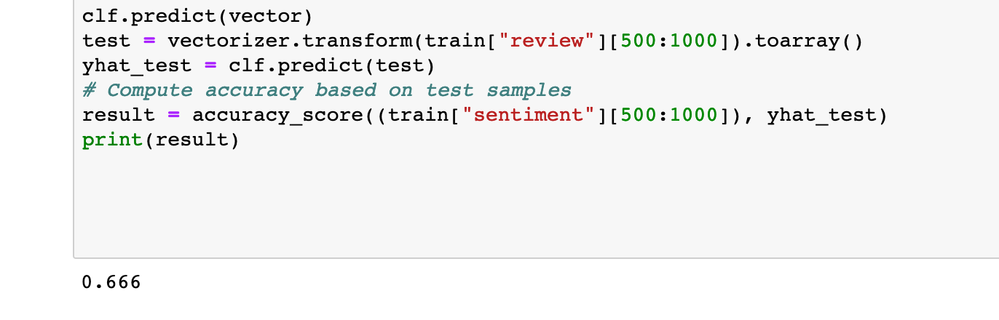 clf.predict(vector)
test = vectorizer.transform(train["review"][500:1000]).toarray()
yhat_test = clf.predict(test)
# Compute accuracy based on test samples
result = accuracy_score((train["sentiment"][500:1000]), yhat_test)
print(result)
0.666